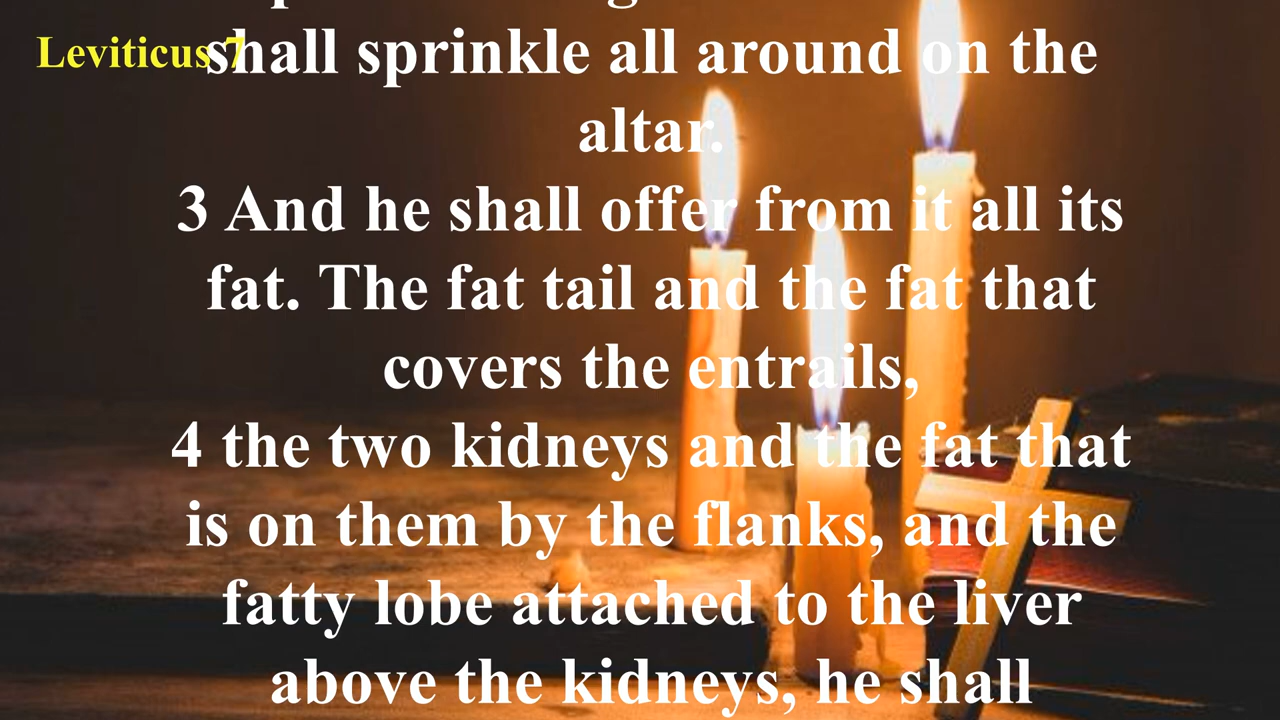 Leviticus 7
shall sprinkle all around on the
altar.
3 And he shall offer from it all its
fat. The fat tail and the fat that
covers the entrails,
4 the two kidneys and the fat that
is on them by the flanks, and the
fatty lobe attached to the liver
above the kidneys, he shall